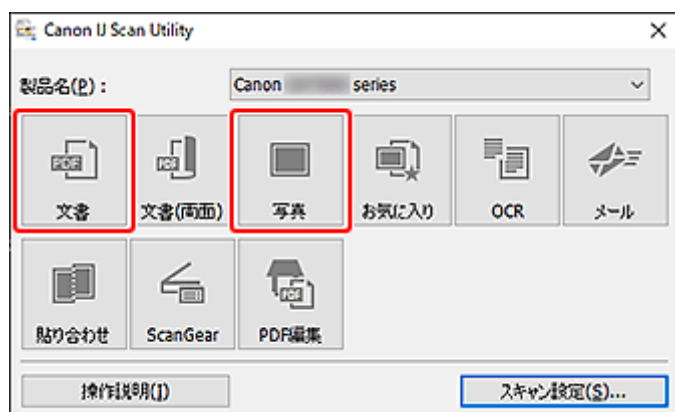 Canon IJ Scan Utility
製品名(P) :
Canon series
PDF
文書
PDF
文書(両面)
写真
お気に入り
OCR
メール
貼り合わせ
ScanGear
PDF
PDF編集
操作説明(J)
スキャン設定(S)...